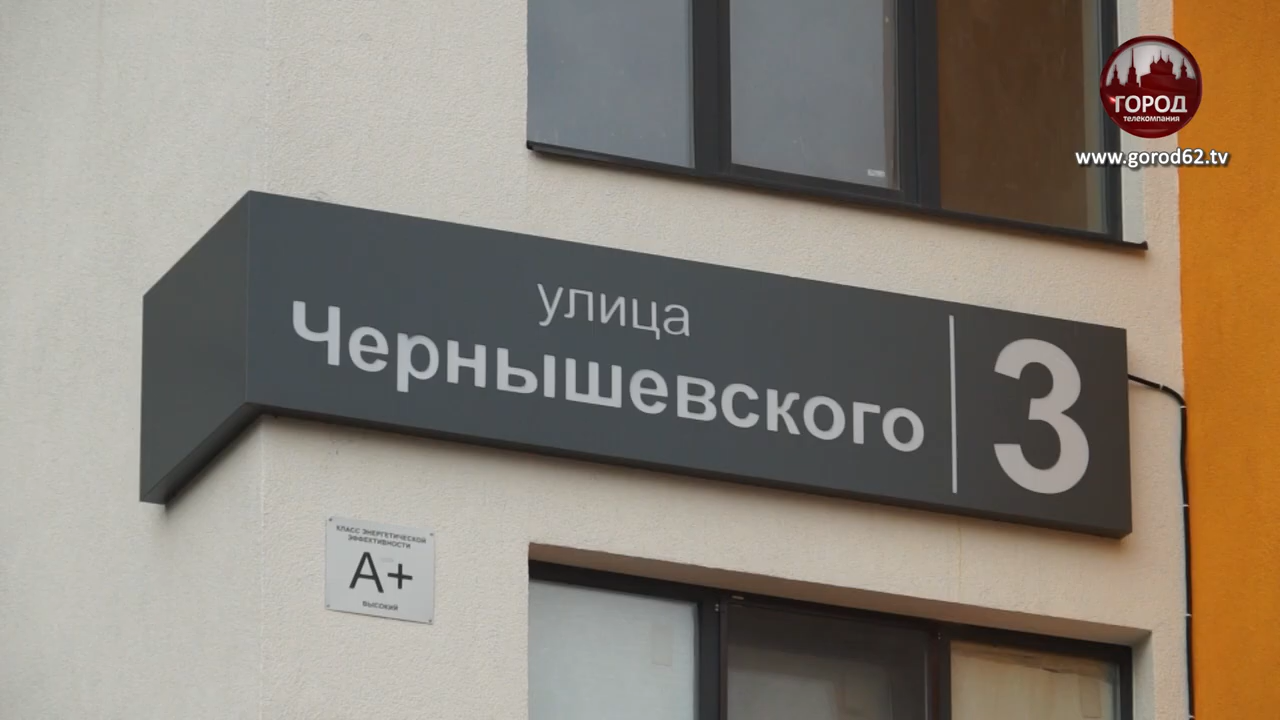 ГОРОД
телекомпания
www.gorod62.tv
улица
Чернышевского
3
КЛАСС ЭНЕРГЕТИЧЕСКОЙ
ЭФФЕКТИВНОСТИ
A+
ВЫСОКИЙ